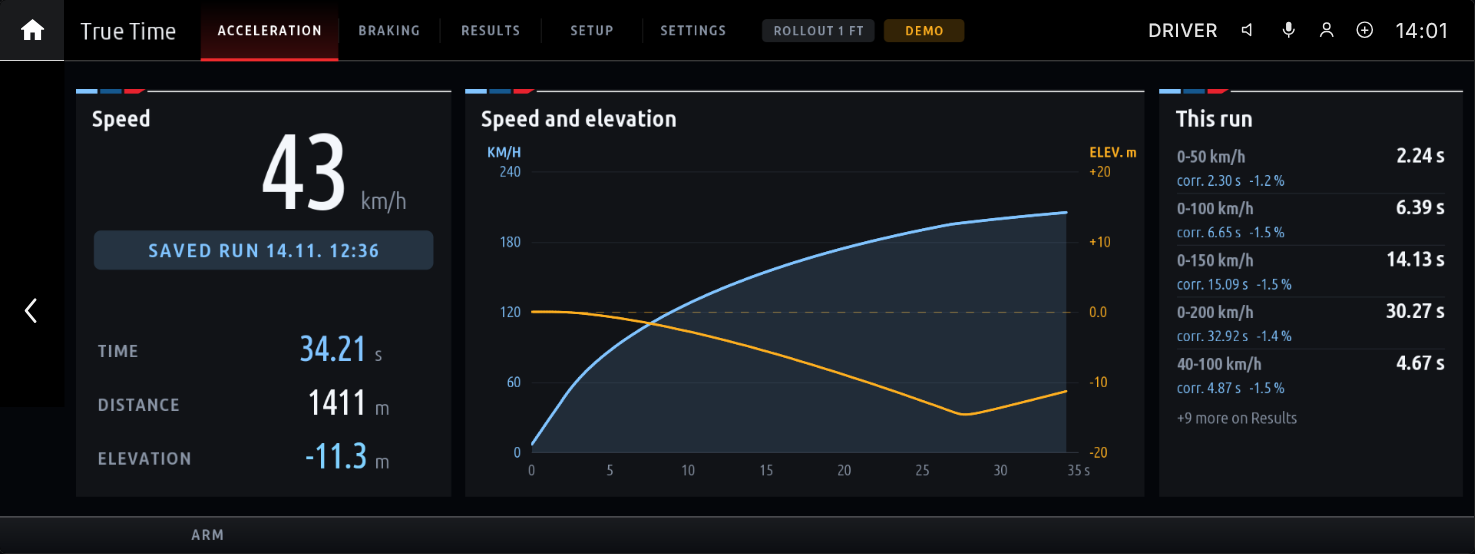 True Time
ACCELERATION
BRAKING
RESULTS
SETUP
SETTINGS
ROLLOUT 1 FT
DEMO
DRIVER
14:01
Speed
43 km/h
SAVED RUN 14.11. 12:36
TIME 34.21 s
DISTANCE 1411 m
ELEVATION -11.3 m
Speed and elevation
KM/H
ELEV. m
240
+20
180
+10
120
0.0
60
-10
0
-20
0 5 10 15 20 25 30 35 s
This run
0-50 km/h 2.24 s
corr. 2.30 s -1.2 %
0-100 km/h 6.39 s
corr. 6.65 s -1.5 %
0-150 km/h 14.13 s
corr. 15.09 s -1.5 %
0-200 km/h 30.27 s
corr. 32.92 s -1.4 %
40-100 km/h 4.67 s
corr. 4.87 s -1.5 %
+9 more on Results
ARM